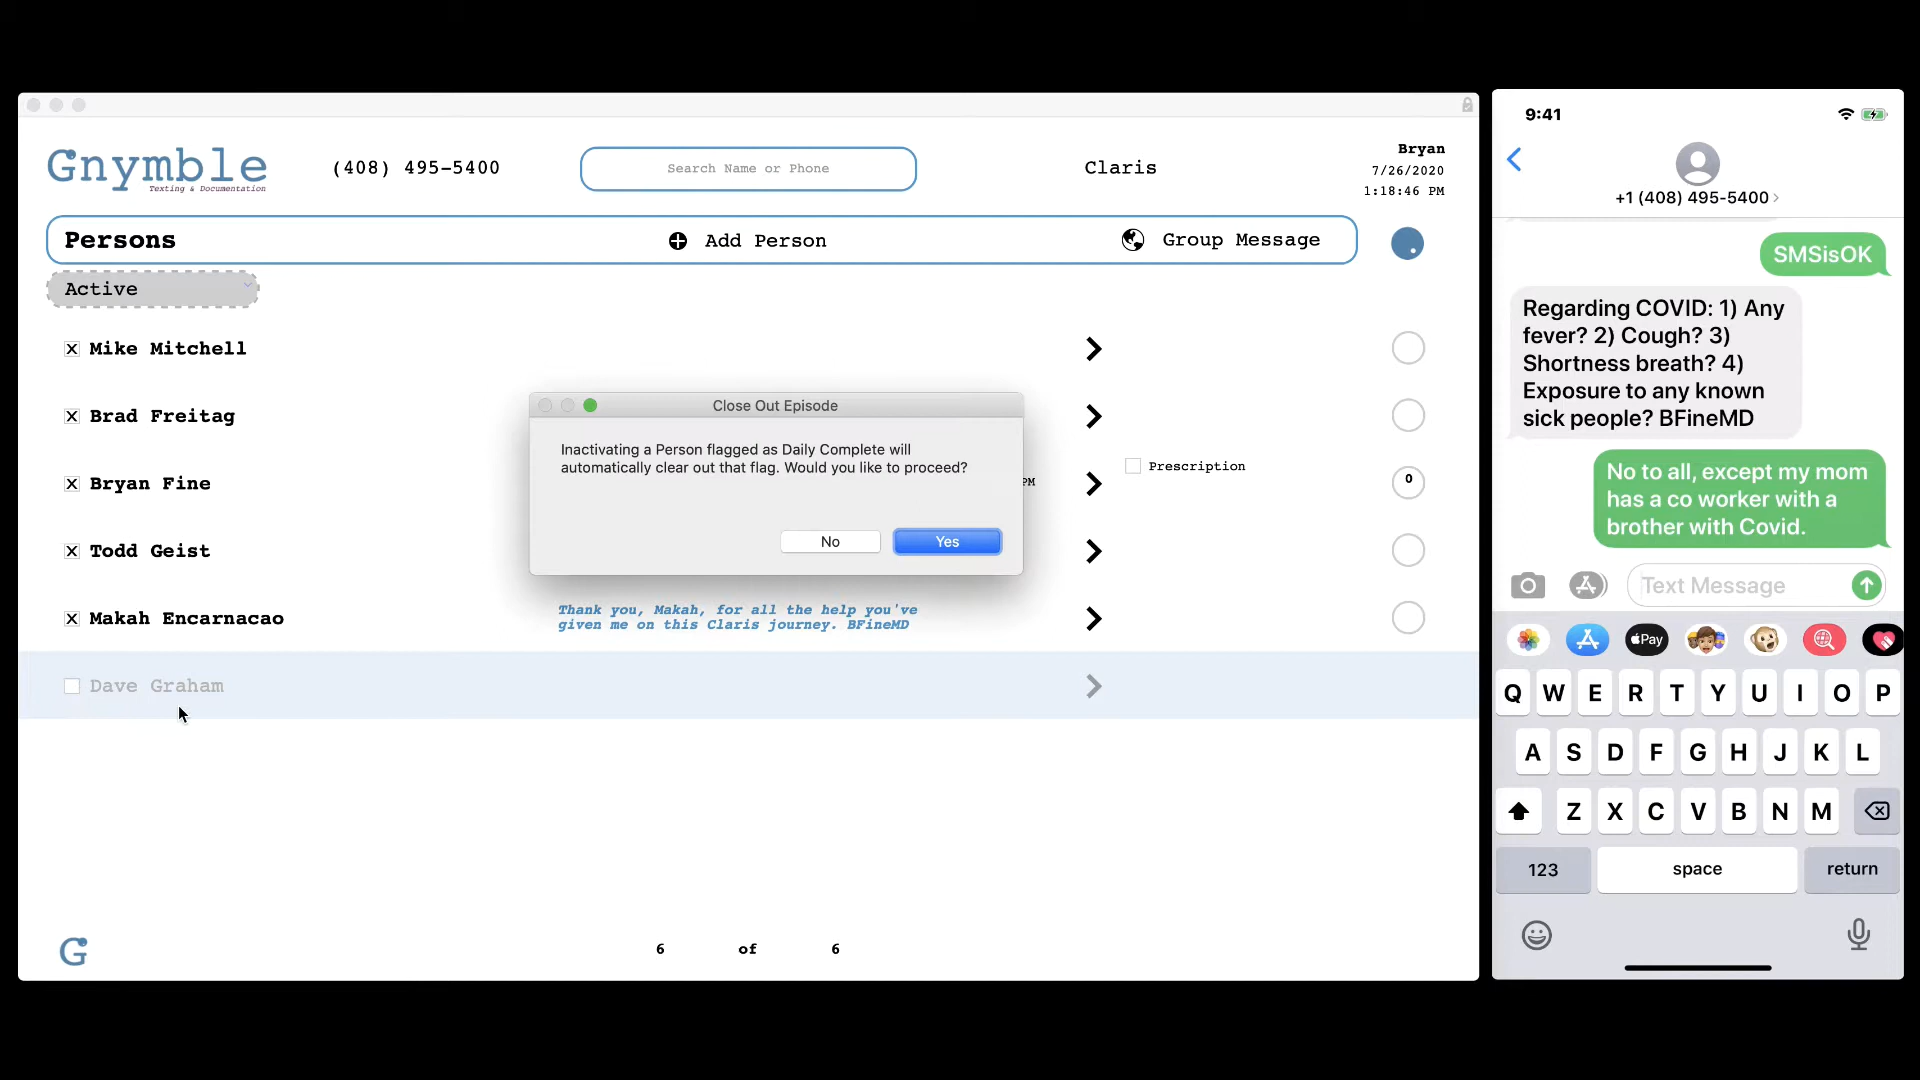 Gnymble
Texting & Documentation
(408) 495-5400
Search Name or Phone
Claris
Bryan
7/26/2020
1:18:46 PM
Persons
Add Person
Group Message
Active
X Mike Mitchell
X Brad Freitag
X Bryan Fine
PM
Prescription
0
X Todd Geist
X Makah Encarnacao
Thank you, Makah, for all the help you've
given me on this Claris journey. BFineMD
Dave Graham
Close Out Episode
Inactivating a Person flagged as Daily Complete will
automatically clear out that flag. Would you like to proceed?
No
Yes
G
6 of 6
9:41
+1 (408) 495-5400
SMSisOK
Regarding COVID: 1) Any
fever? 2) Cough? 3)
Shortness breath? 4)
Exposure to any known
sick people? BFineMD
No to all, except my mom
has a co worker with a
brother with Covid.
Text Message
Pay
Q W E R T Y U I O P
A S D F G H J K L
Z X C V B N M
123
space
return